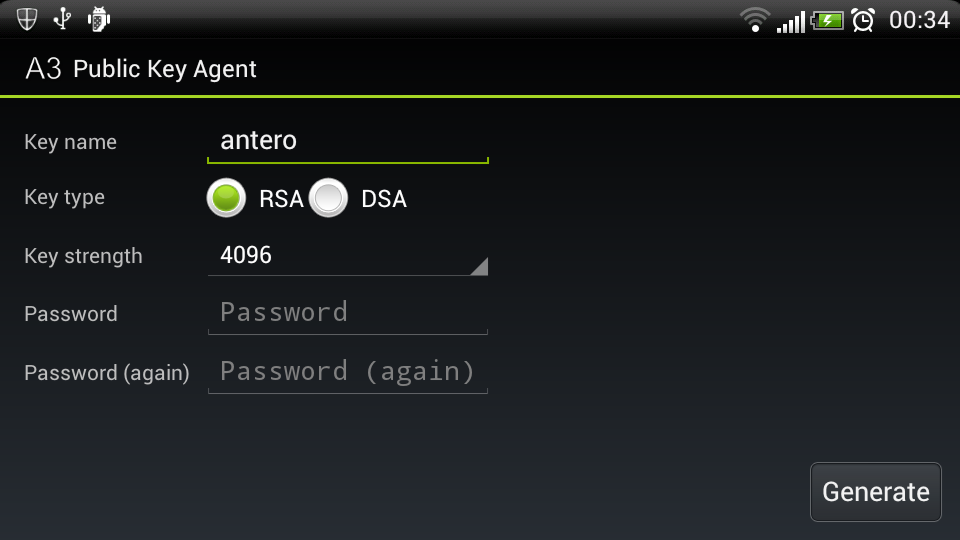 00:34
A3 Public Key Agent
Key name antero
Key type RSA DSA
Key strength 4096
Password Password
Password (again) Password (again)
Generate